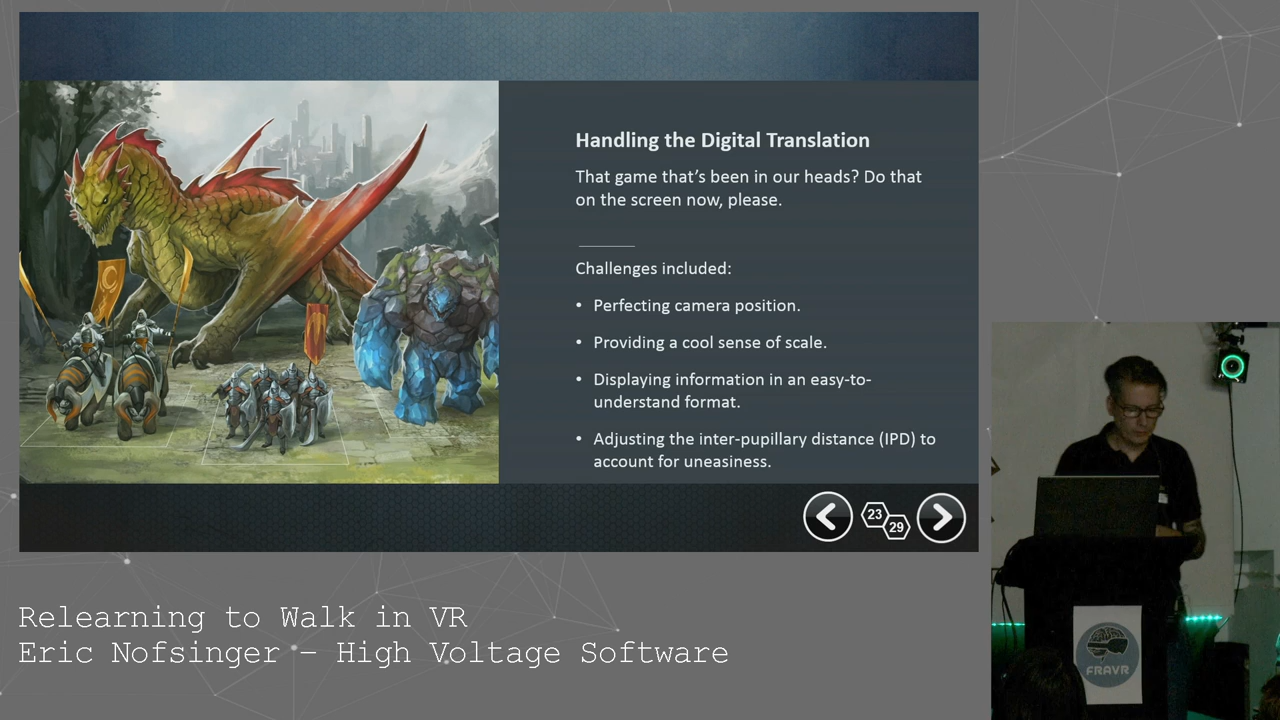 Handling the Digital Translation
That game that's been in our heads? Do that
on the screen now, please.
Challenges included:
• Perfecting camera position.
• Providing a cool sense of scale.
• Displaying information in an easy-to-
understand format.
• Adjusting the inter-pupillary distance (IPD) to
account for uneasiness.
23
29
Relearning to Walk in VR
Eric Nofsinger – High Voltage Software
FRAVR